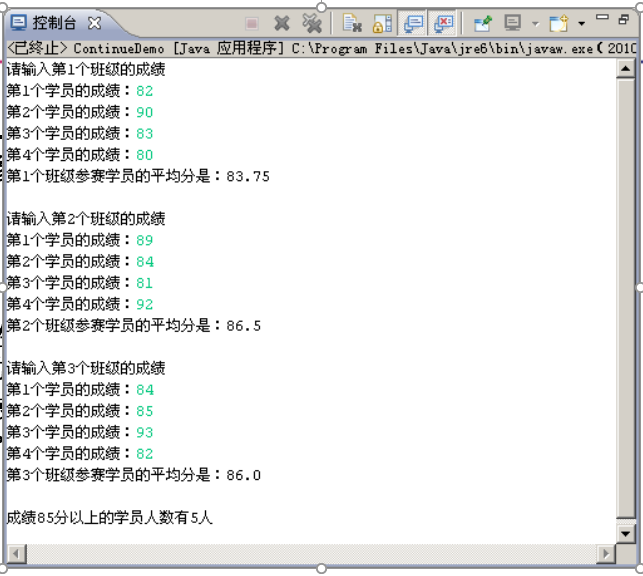 控制台
<已终止> ContinueDemo [Java 应用程序] C:\Program Files\Java\jre6\bin\javaw.exe ( 2010
请输入第1个班级的成绩
第1个学员的成绩：82
第2个学员的成绩：90
第3个学员的成绩：83
第4个学员的成绩：80
第1个班级参赛学员的平均分是：83.75
请输入第2个班级的成绩
第1个学员的成绩：89
第2个学员的成绩：84
第3个学员的成绩：81
第4个学员的成绩：92
第2个班级参赛学员的平均分是：86.5
请输入第3个班级的成绩
第1个学员的成绩：84
第2个学员的成绩：85
第3个学员的成绩：93
第4个学员的成绩：82
第3个班级参赛学员的平均分是：86.0
成绩85分以上的学员人数有5人